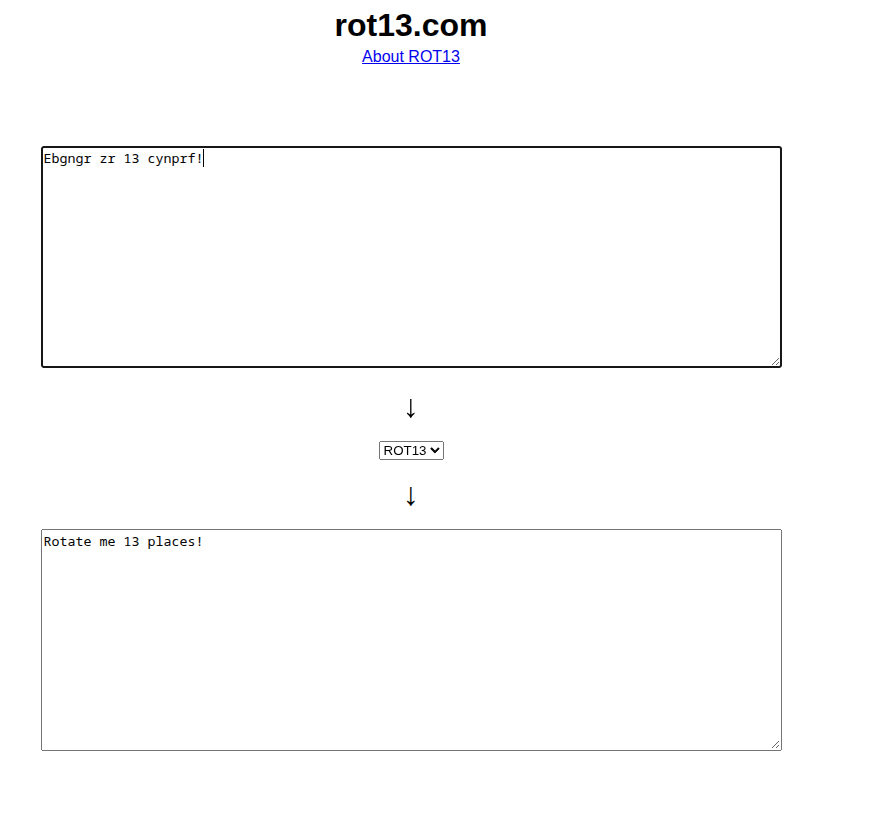 rot13.com
About ROT13
Ebgngr zr 13 cynprf!
↓
ROT13
↓
Rotate me 13 places!